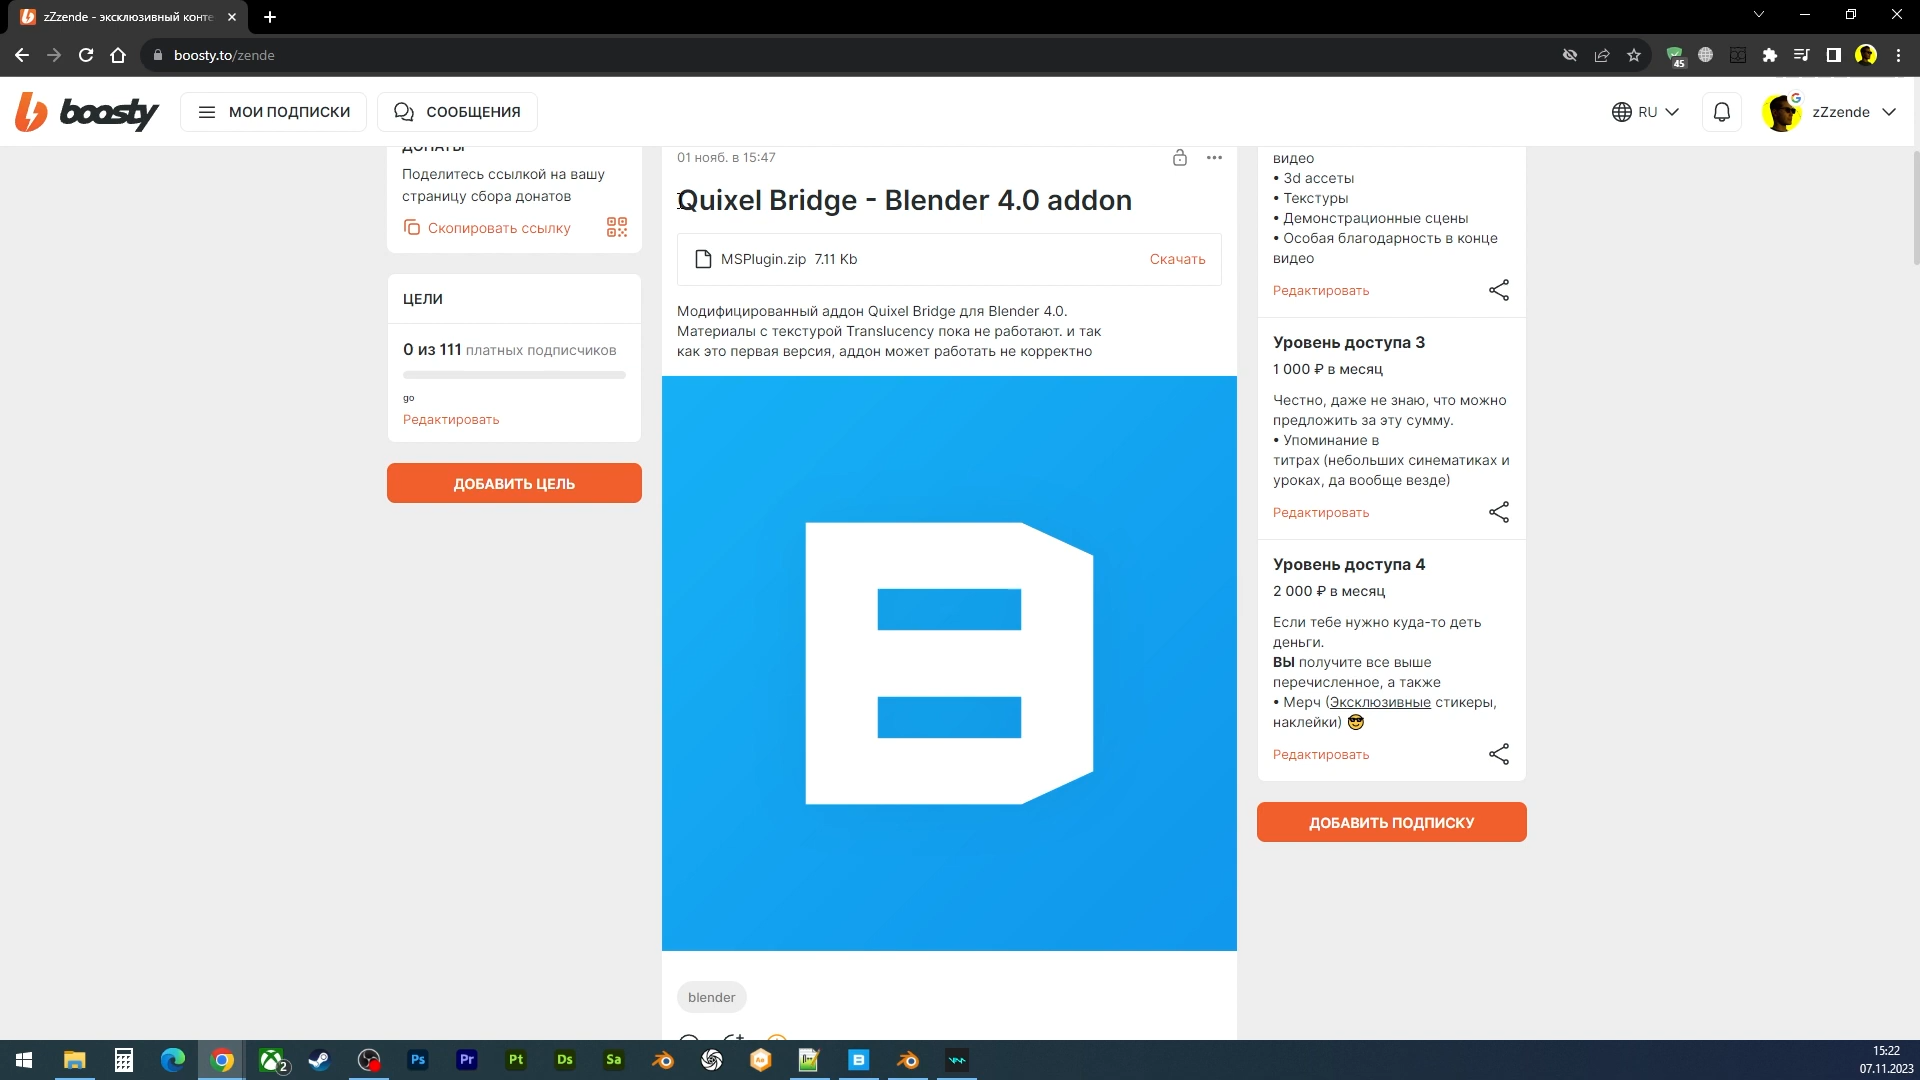 zZzende - эксклюзивный конте
boosty.to/zende
45
boosty
МОИ ПОДПИСКИ
СООБЩЕНИЯ
RU
zZzende
ДОНАТЫ
Поделитесь ссылкой на вашу
страницу сбора донатов
Скопировать ссылку
ЦЕЛИ
0 из 111 платных подписчиков
go
Редактировать
ДОБАВИТЬ ЦЕЛЬ
01 нояб. в 15:47
Quixel Bridge - Blender 4.0 addon
MSPlugin.zip 7.11 Kb
Скачать
Модифицированный аддон Quixel Bridge для Blender 4.0.
Материалы с текстурой Translucency пока не работают. и так
как это первая версия, аддон может работать не корректно
B
blender
видео
• 3d ассеты
• Текстуры
• Демонстрационные сцены
• Особая благодарность в конце
видео
Редактировать
Уровень доступа 3
1 000 ₽ в месяц
Честно, даже не знаю, что можно
предложить за эту сумму.
• Упоминание в
титрах (небольших синематиках и
уроках, да вообще везде)
Редактировать
Уровень доступа 4
2 000 ₽ в месяц
Если тебе нужно куда-то деть
деньги.
ВЫ получите все выше
перечисленное, а также
• Мерч (Эксклюзивные стикеры,
наклейки) 😎
Редактировать
ДОБАВИТЬ ПОДПИСКУ
2
Ps
Pr
Pt
Ds
Sa
Ae
B
15:22
07.11.2023